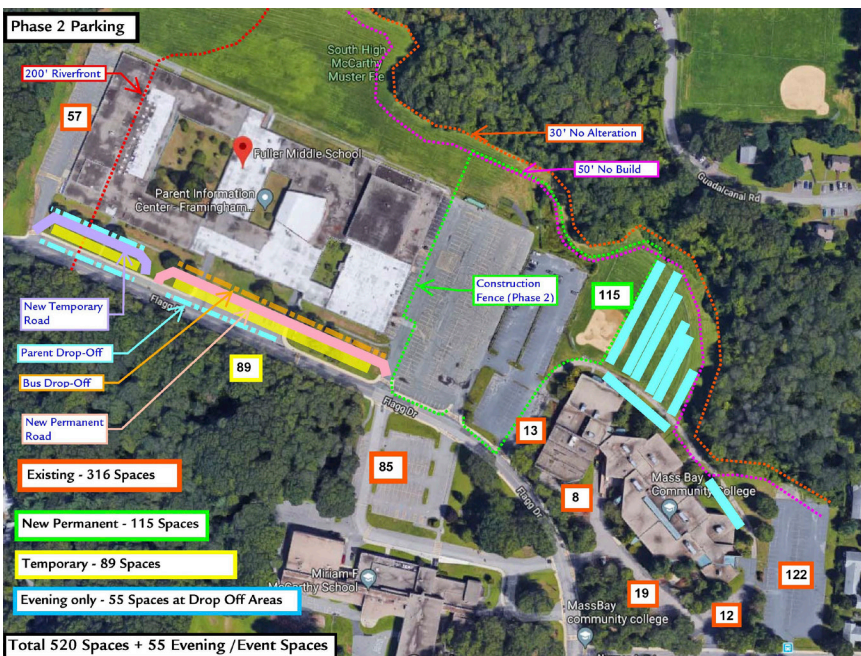 Phase 2 Parking
South High
McCarthy
Muster Fie
200' Riverfront
57
30' No Alteration
Fuller Middle School
50' No Build
Parent Information
Center- Framingham...
Guadalcanal Rd
Construction
Fence (Phase 2)
115
New Temporary
Road
Flagg
Parent Drop-Off
89
Bus Drop-Off
New Permanent
Road
Flagg Dr
13
85
Existing - 316 Spaces
8
Mass Bay
Community College
Flagg Dr
New Permanent - 115 Spaces
Temporary - 89 Spaces
Miriam F
McCarthy School
122
19
Evening only - 55 Spaces at Drop Off Areas
MassBay
community college
12
Total 520 Spaces + 55 Evening /Event Spaces